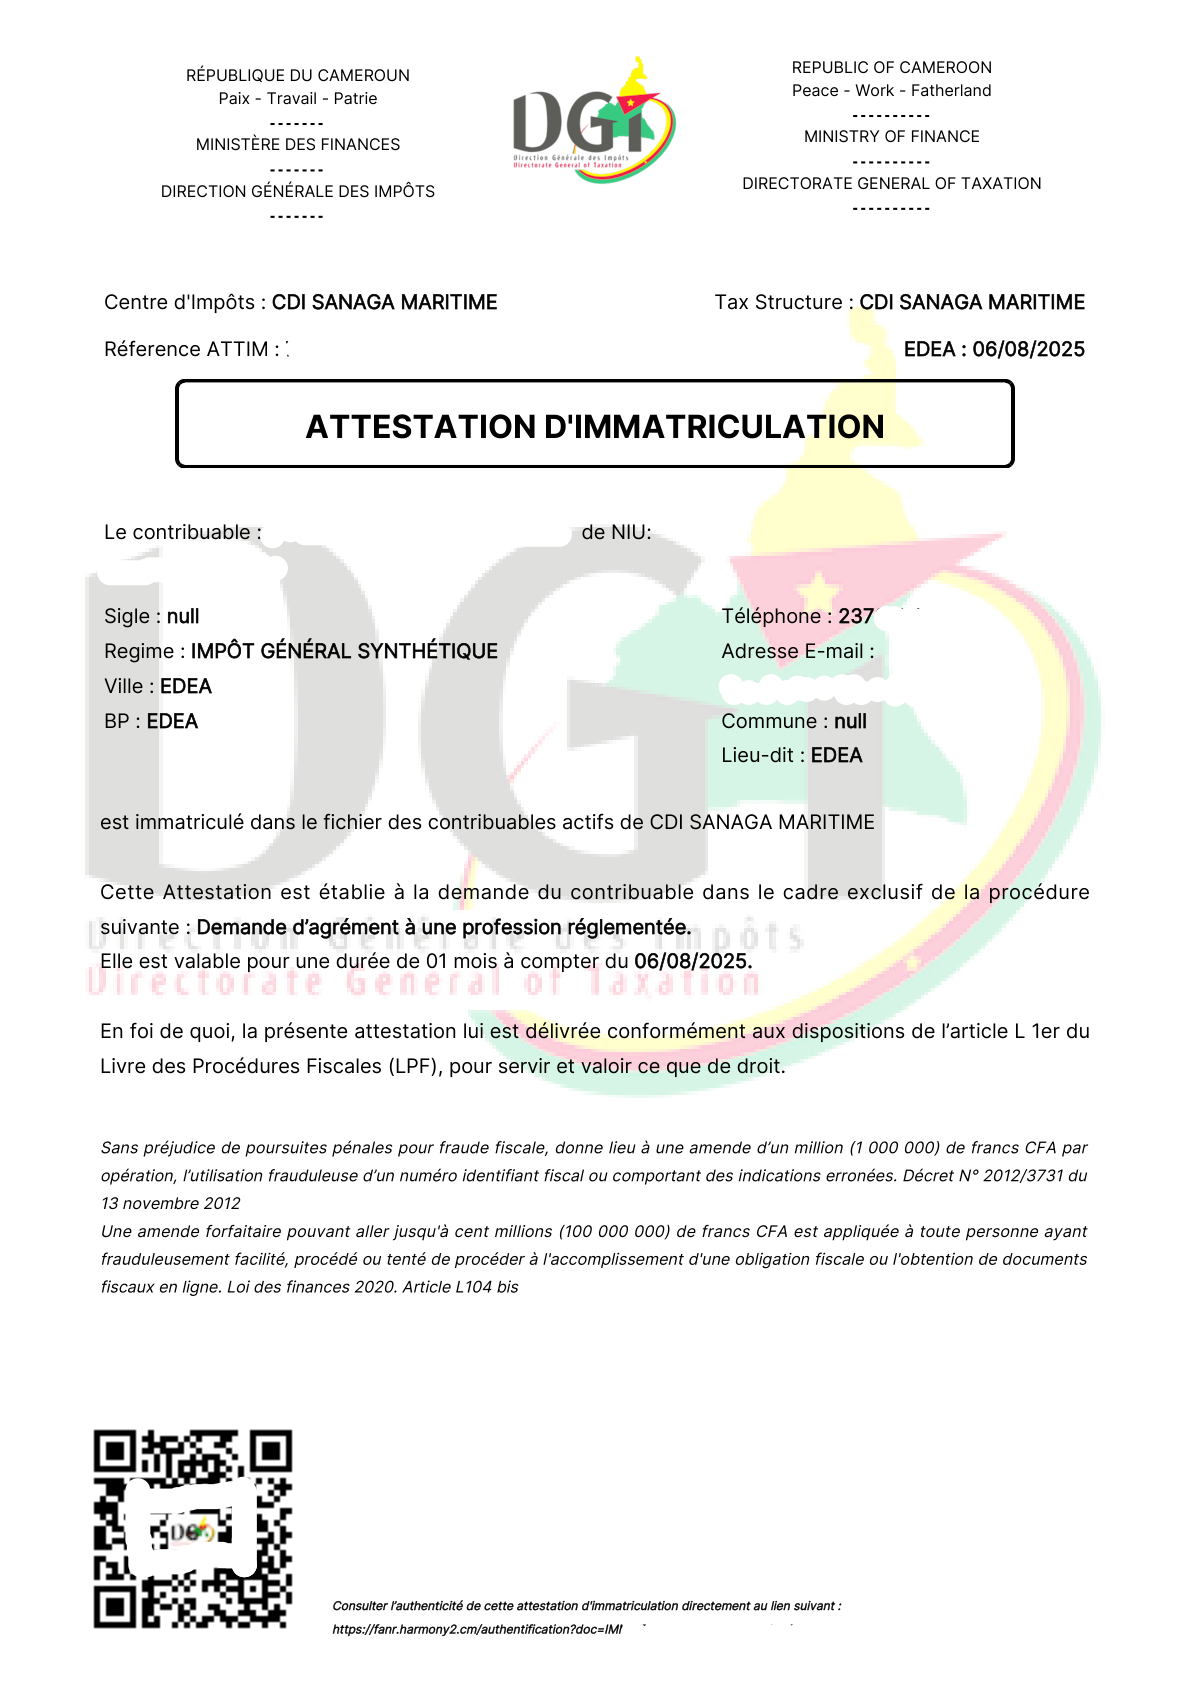 RÉPUBLIQUE DU CAMEROUN
Paix - Travail - Patrie
-------
MINISTÈRE DES FINANCES
-------
DIRECTION GÉNÉRALE DES IMPÔTS
-------
DGI
Direction Générale des Impôts
Directorate General of Taxation
REPUBLIC OF CAMEROON
Peace - Work - Fatherland
----------
MINISTRY OF FINANCE
----------
DIRECTORATE GENERAL OF TAXATION
----------
Centre d'Impôts : CDI SANAGA MARITIME
Tax Structure : CDI SANAGA MARITIME
Réference ATTIM :
EDEA : 06/08/2025
ATTESTATION D'IMMATRICULATION
Le contribuable : de NIU:
Sigle : null
Téléphone : 237
Regime : IMPÔT GÉNÉRAL SYNTHÉTIQUE
Adresse E-mail :
Ville : EDEA
BP : EDEA
Commune : null
Lieu-dit : EDEA
est immatriculé dans le fichier des contribuables actifs de CDI SANAGA MARITIME
Cette Attestation est établie à la demande du contribuable dans le cadre exclusif de la procédure
suivante : Demande d’agrément à une profession réglementée.
Elle est valable pour une durée de 01 mois à compter du 06/08/2025.
DGI
Direction Générale des Impôts
Directorate General of Taxation
En foi de quoi, la présente attestation lui est délivrée conformément aux dispositions de l’article L 1er du
Livre des Procédures Fiscales (LPF), pour servir et valoir ce que de droit.
Sans préjudice de poursuites pénales pour fraude fiscale, donne lieu à une amende d’un million (1 000 000) de francs CFA par
opération, l’utilisation frauduleuse d’un numéro identifiant fiscal ou comportant des indications erronées. Décret N° 2012/3731 du
13 novembre 2012
Une amende forfaitaire pouvant aller jusqu'à cent millions (100 000 000) de francs CFA est appliquée à toute personne ayant
frauduleusement facilité, procédé ou tenté de procéder à l'accomplissement d'une obligation fiscale ou l'obtention de documents
fiscaux en ligne. Loi des finances 2020. Article L104 bis
DGI
Consulter l’authenticité de cette attestation d'immatriculation directement au lien suivant :
https://fanr.harmony2.cm/authentification?doc=IMI